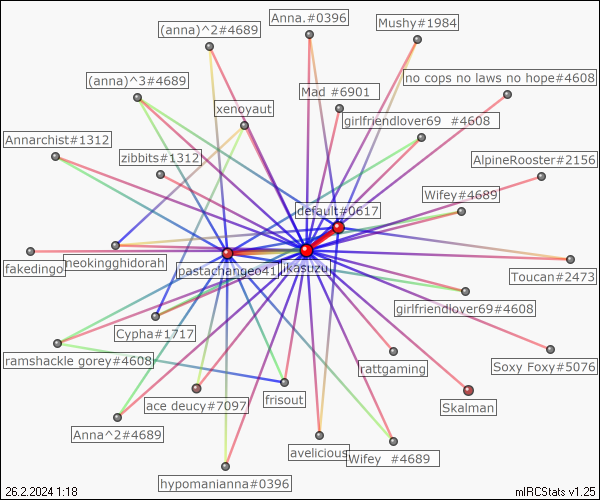 Anna.#0396
(anna)^2#4689
Mushy#1984
no cops no laws no hope#4608
(anna)^3#4689
Mad #6901
xenoyaut
girlfriendlover69 #4608
Annarchist#1312
zibbits#1312
AlpineRooster#2156
Wifey#4689
default#0617
fakedingo
neokingghidorah
pastachangeo41
ikasuzu
Toucan#2473
girlfriendlover69#4608
Cypha#1717
ramshackle gorey#4608
rattgaming
Soxy Foxy#5076
ace deucy#7097
frisout
Skalman
Anna^2#4689
avelicious
Wifey #4689
hypomanianna#0396
26.2.2024 1:18
mIRCStats v1.25